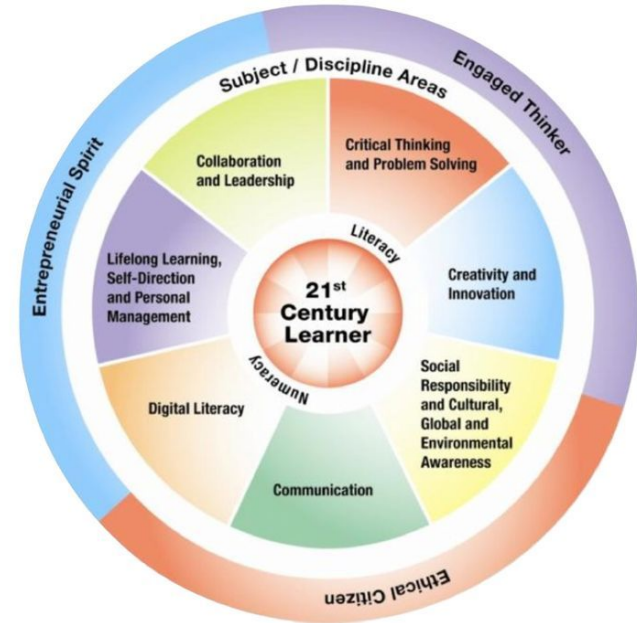 Entrepreneurial Spirit
Engaged Thinker
Ethical Citizen
Subject / Discipline Areas
Collaboration
and Leadership
Critical Thinking
and Problem Solving
Creativity and
Innovation
Social
Responsibility
and Cultural,
Global and
Environmental
Awareness
Communication
Digital Literacy
Lifelong Learning,
Self-Direction
and Personal
Management
Literacy
Numeracy
21st
Century
Learner